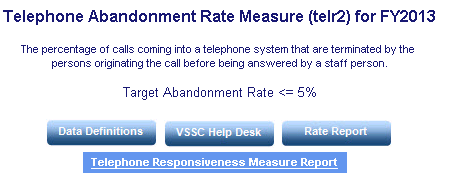 Telephone Abandonment Rate Measure (telr2) for FY2013
The percentage of calls coming into a telephone system that are terminated by the
persons originating the call before being answered by a staff person.
Target Abandonment Rate <= 5%
Data Definitions VSSC Help Desk Rate Report
Telephone Responsiveness Measure Report